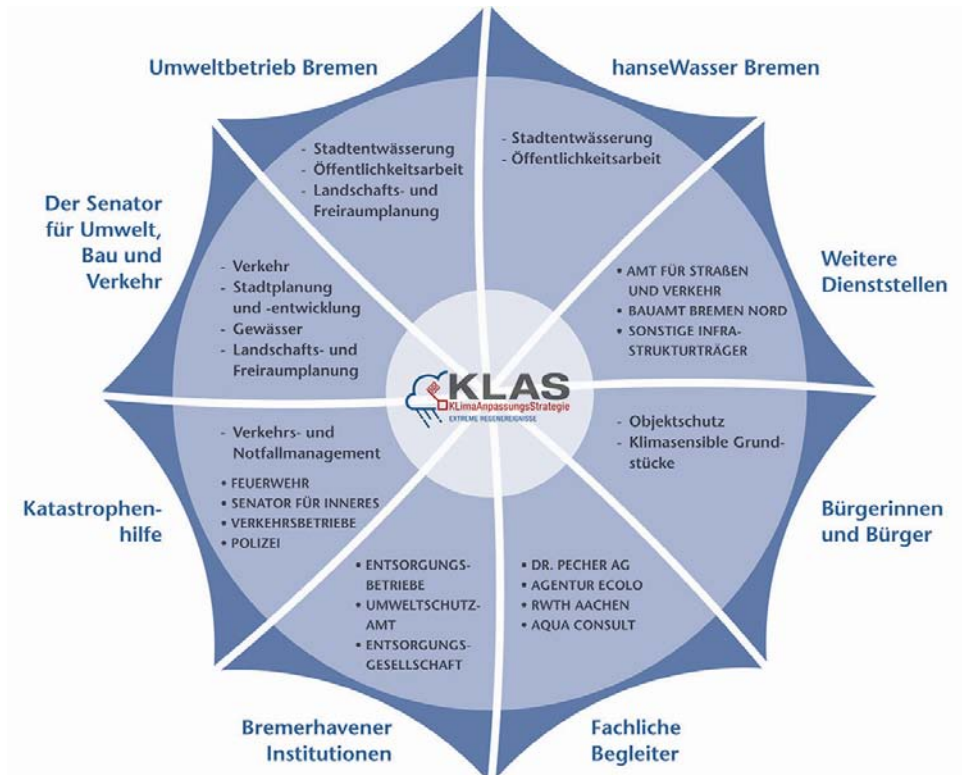 Umweltbetrieb Bremen
- Stadtentwässerung
- Öffentlichkeitsarbeit
- Landschafts- und
Freiraumplanung
hanseWasser Bremen
- Stadtentwässerung
- Öffentlichkeitsarbeit
Der Senator
für Umwelt,
Bau und
Verkehr
- Verkehr
- Stadtplanung
und -entwicklung
- Gewässer
- Landschafts- und
Freiraumplanung
Weitere
Dienststellen
• AMT FÜR STRAßEN
UND VERKEHR
• BAUAMT BREMEN NORD
• SONSTIGE INFRA-
STRUKTURTRÄGER
KLAS
KLimaAnpassungsStrategie
EXTREME REGENEREIGNISSE
Katastrophen-
hilfe
- Verkehrs- und
Notfallmanagement
• FEUERWEHR
• SENATOR FÜR INNERES
• VERKEHRSBETRIEBE
• POLIZEI
Bürgerinnen
und Bürger
- Objektschutz
- Klimasensible Grund-
stücke
• ENTSORGUNGS-
BETRIEBE
• UMWELTSCHUTZ-
AMT
• ENTSORGUNGS-
GESELLSCHAFT
Bremerhavener
Institutionen
• DR. PECHER AG
• AGENTUR ECOLO
• RWTH AACHEN
• AQUA CONSULT
Fachliche
Begleiter